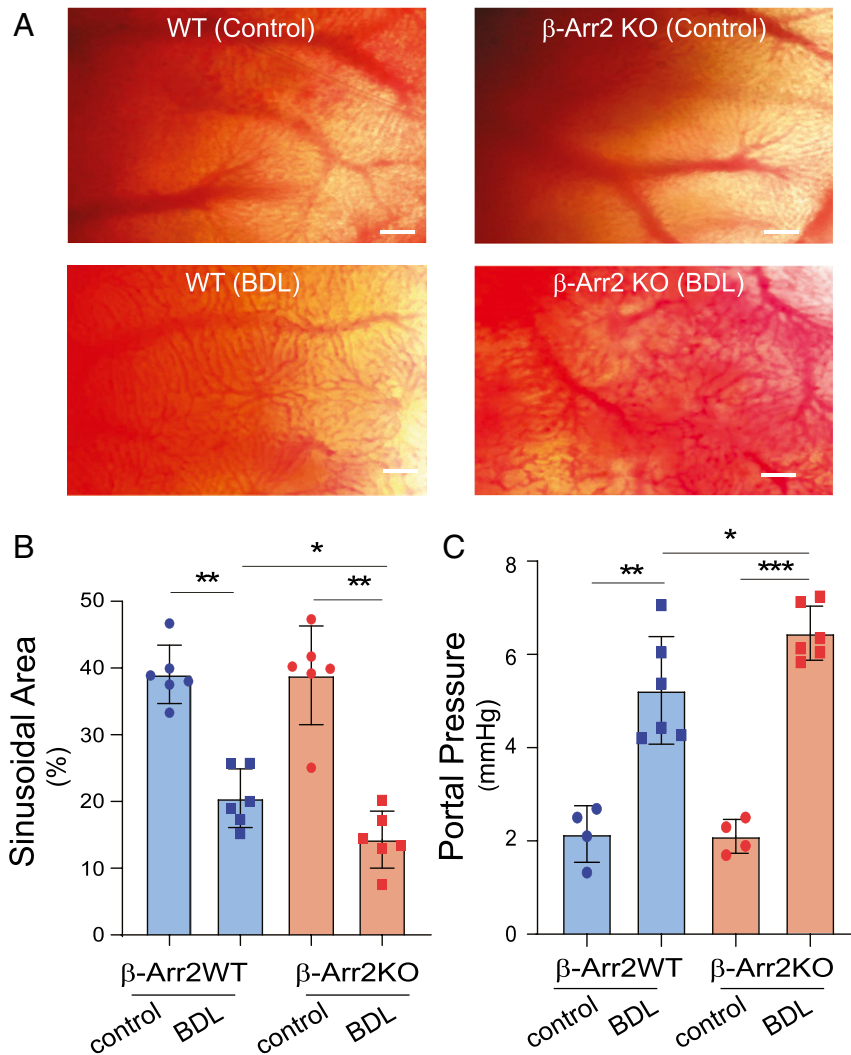 A
WT (Control)
β-Arr2 KO (Control)
WT (BDL)
β-Arr2 KO (BDL)
B
*
**
**
50
40
30
20
10
0
Sinusoidal Area
(%)
β-Arr2WT
β-Arr2KO
control
BDL
control
BDL
C
*
**
***
8
6
4
2
0
Portal Pressure
(mmHg)
β-Arr2WT
β-Arr2KO
control
BDL
control
BDL